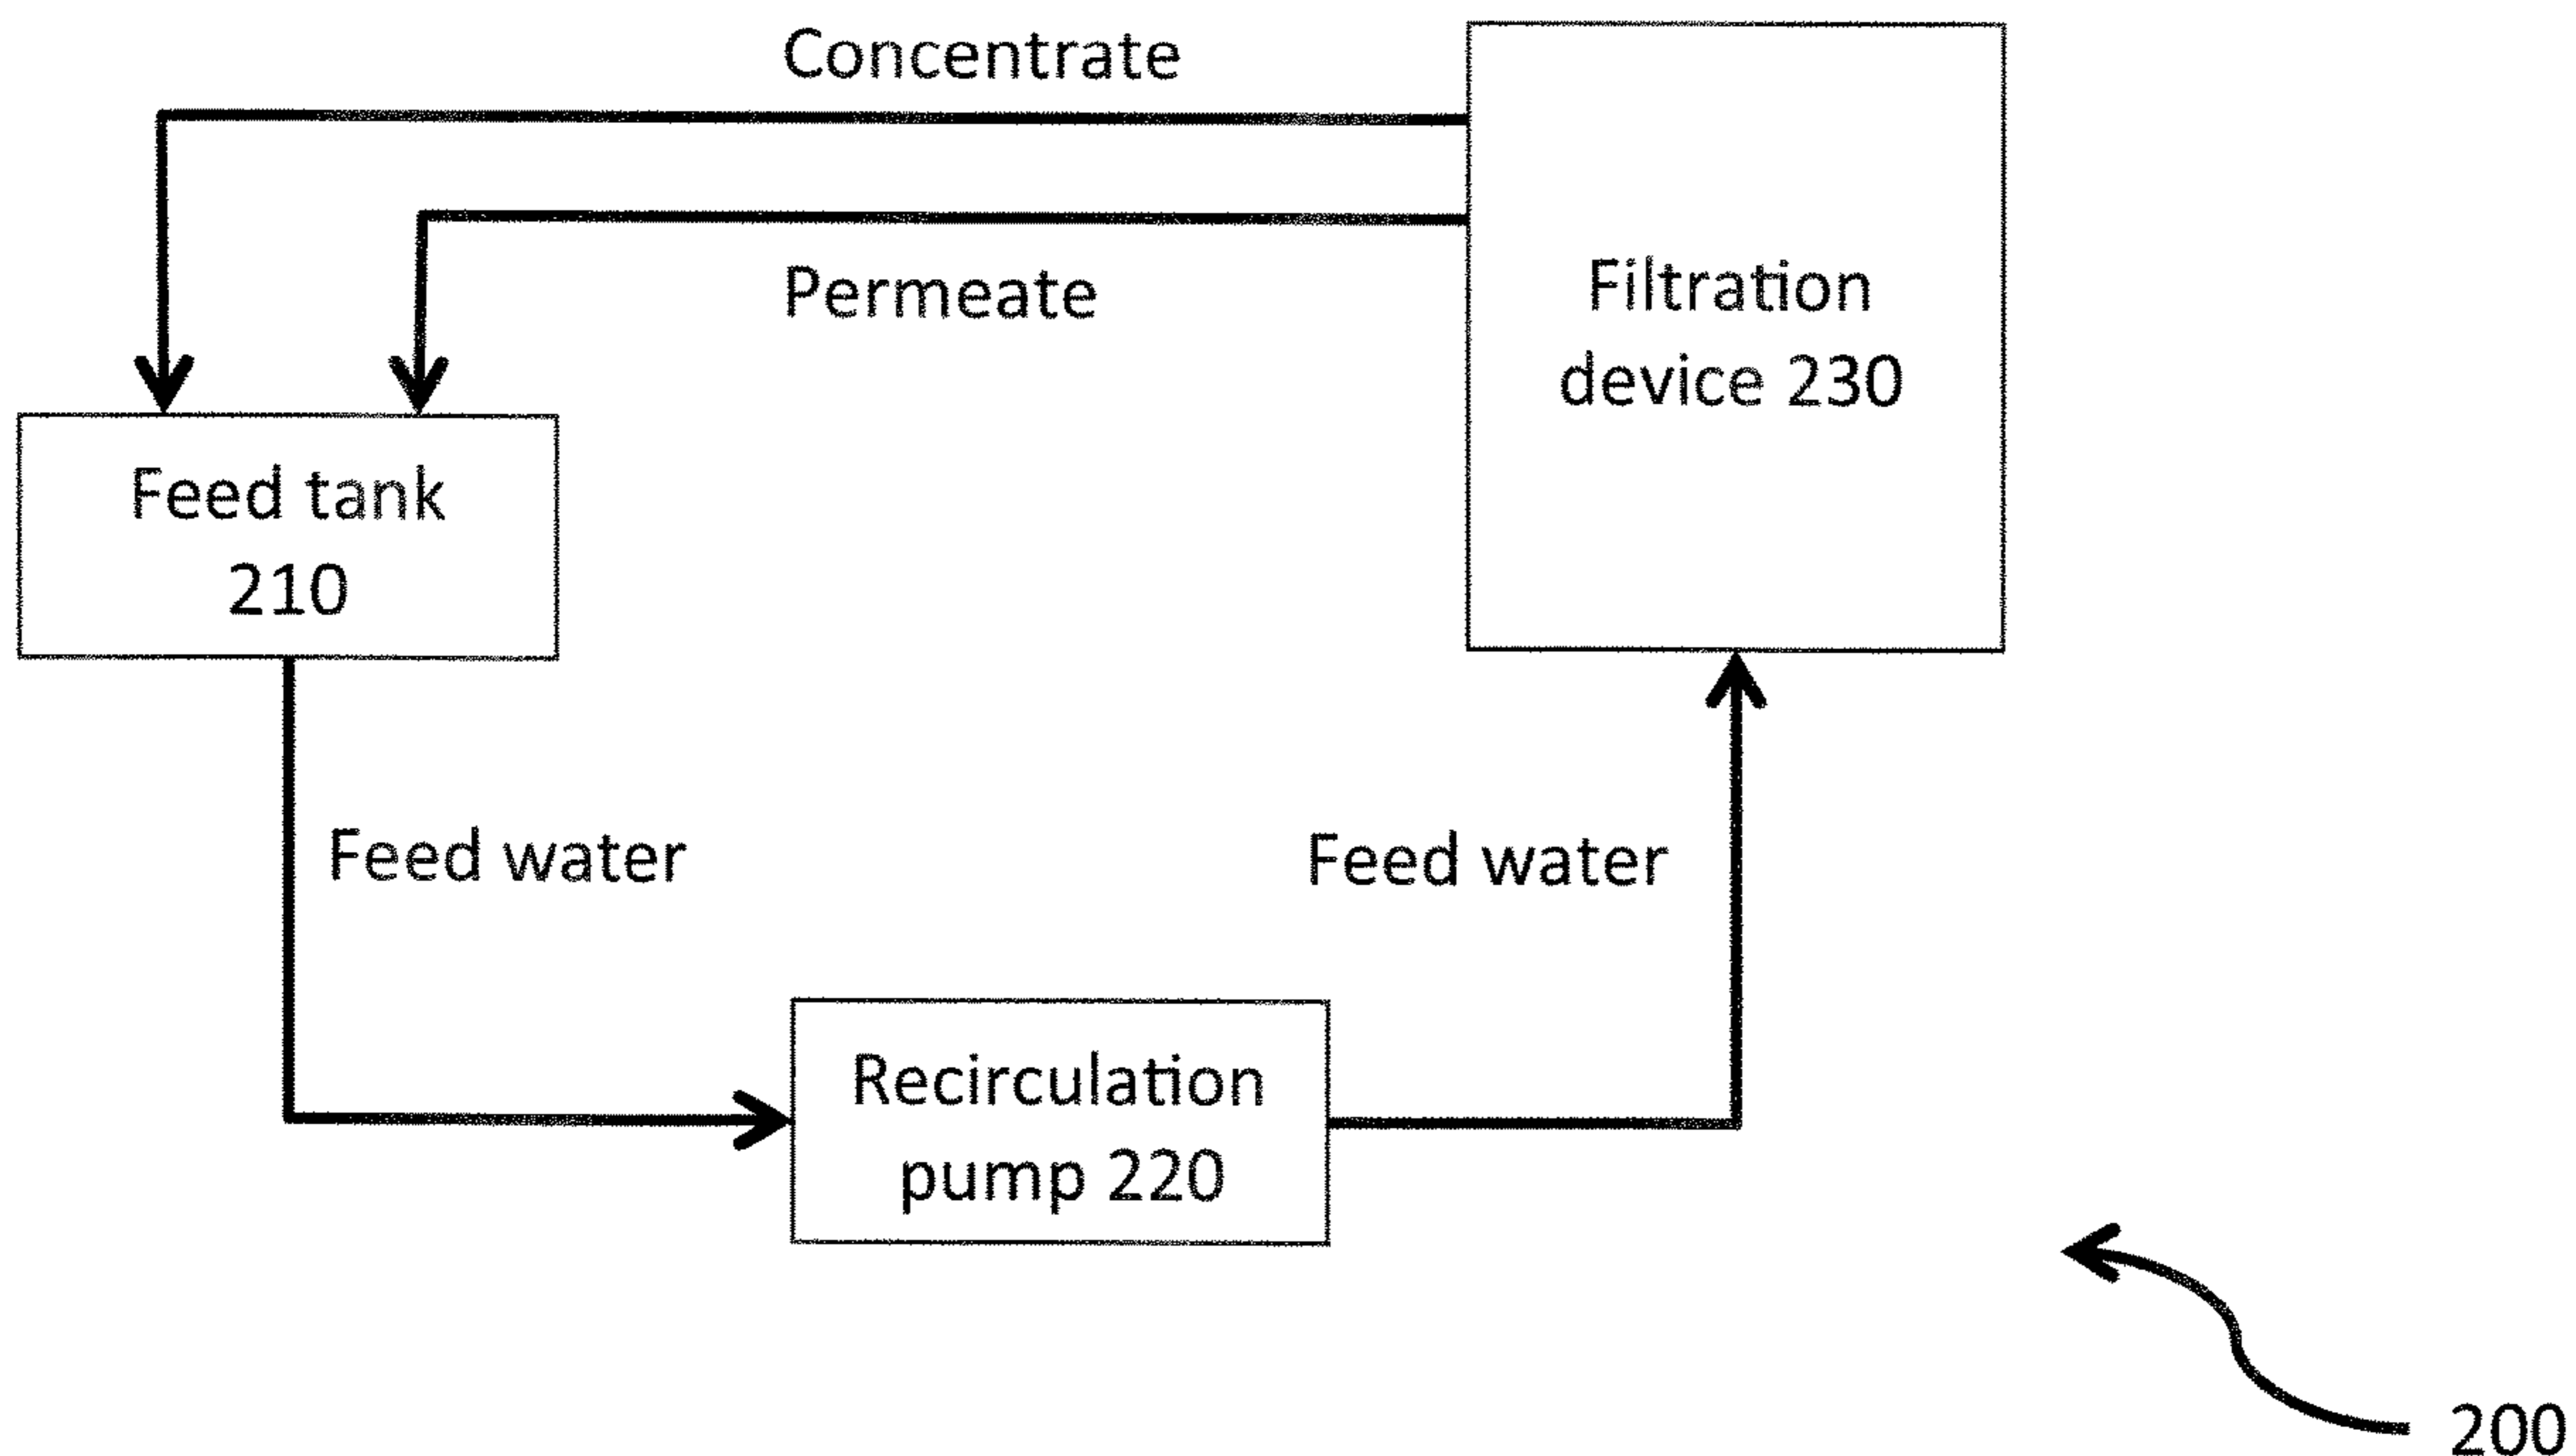 Concentrate
Permeate
Filtration
device 230
Feed tank
210
Feed water
Feed water
Recirculation
pump 220
200